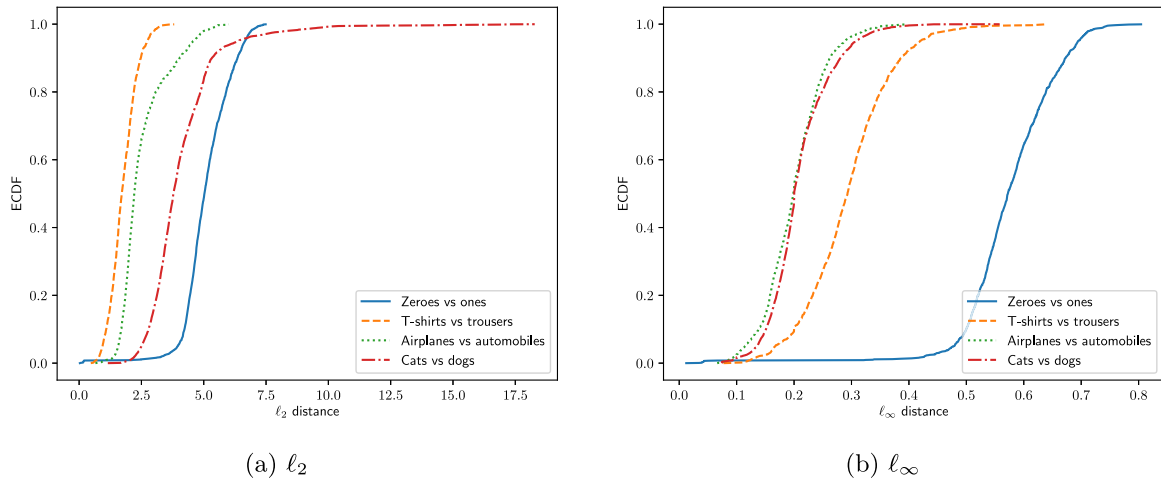 1.0
0.8
0.6
0.4
0.2
0.0
ECDF
0.0 2.5 5.0 7.5 10.0 12.5 15.0 17.5
ℓ₂ distance
Zeroes vs ones
T-shirts vs trousers
Airplanes vs automobiles
Cats vs dogs
(a) ℓ₂
1.0
0.8
0.6
0.4
0.2
0.0
ECDF
0.0 0.1 0.2 0.3 0.4 0.5 0.6 0.7 0.8
ℓ∞ distance
Zeroes vs ones
T-shirts vs trousers
Airplanes vs automobiles
Cats vs dogs
(b) ℓ∞